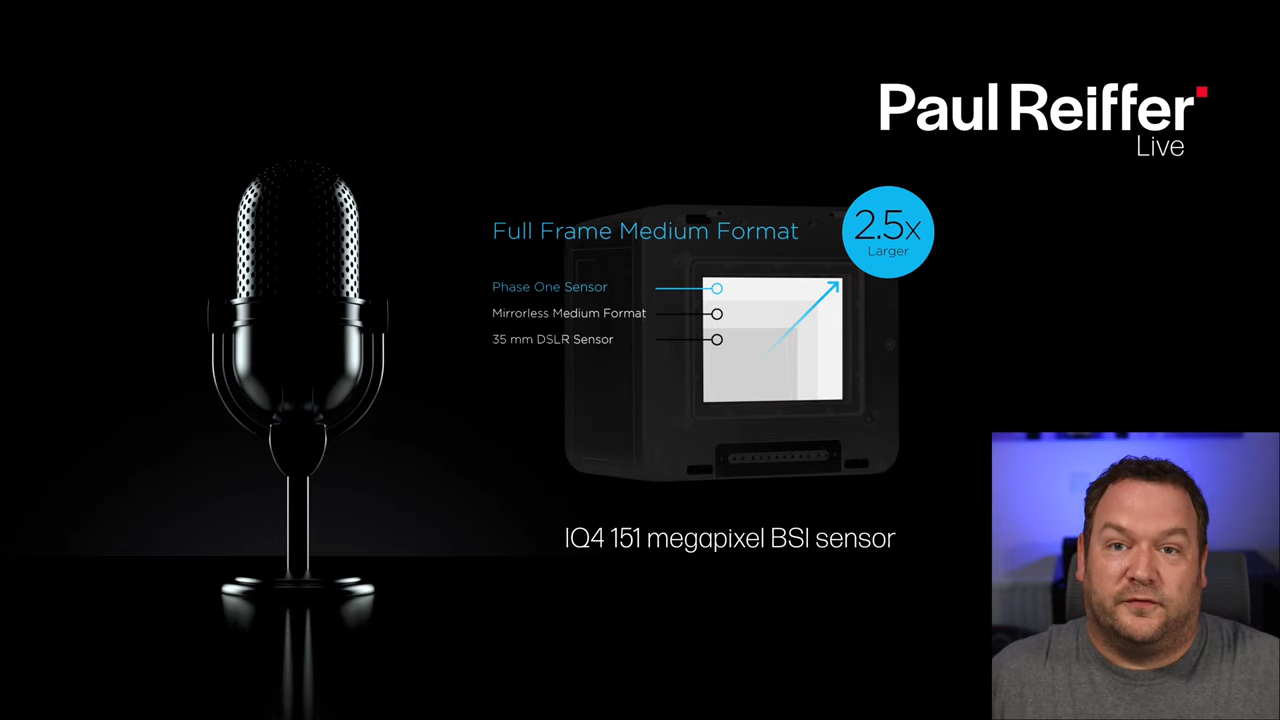 Paul Reiffer
Live
Full Frame Medium Format
2.5x
Larger
Phase One Sensor
Mirrorless Medium Format
35 mm DSLR Sensor
IQ4 151 megapixel BSI sensor